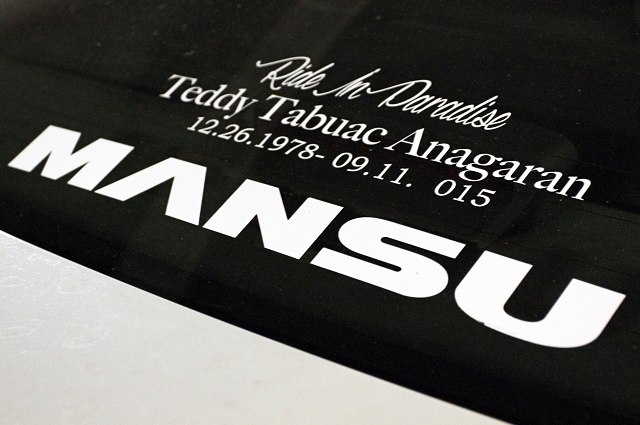 Ride In Paradise
Teddy Tabuac Anagaran
12.26.1978- 09.11. 015
MANSU